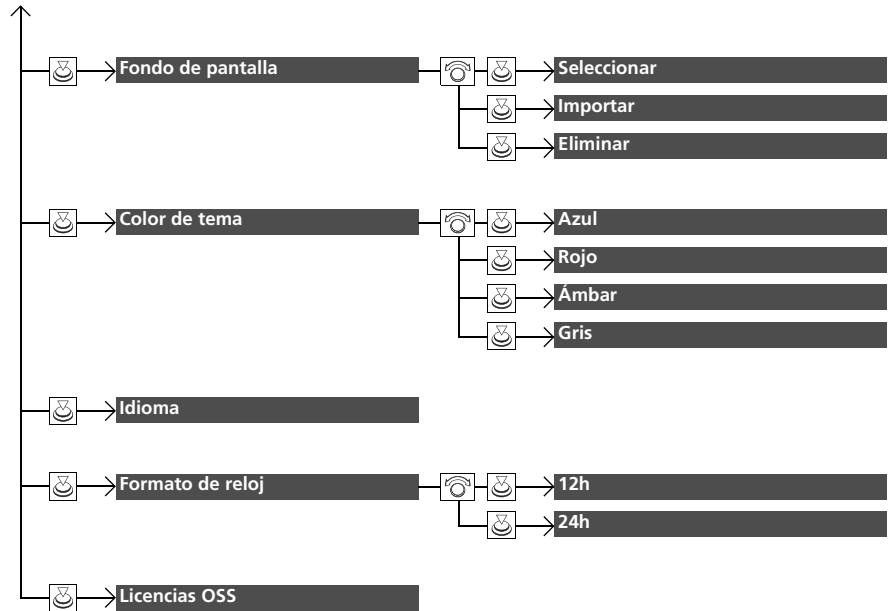 Fondo de pantalla
Seleccionar
Importar
Eliminar
Color de tema
Azul
Rojo
Ámbar
Gris
Idioma
Formato de reloj
12h
24h
Licencias OSS